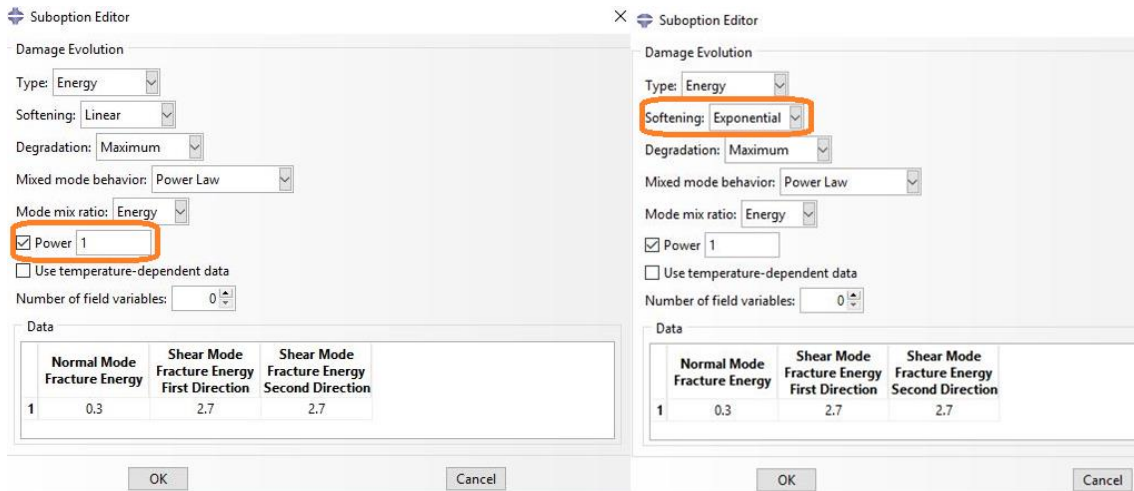 Suboption Editor
Damage Evolution
Type: Energy
Softening: Linear
Degradation: Maximum
Mixed mode behavior: Power Law
Mode mix ratio: Energy
Power 1
Use temperature-dependent data
Number of field variables: 0
Data
Normal Mode Fracture Energy
Shear Mode Fracture Energy First Direction
Shear Mode Fracture Energy Second Direction
1 0.3 2.7 2.7
OK Cancel
Suboption Editor
Damage Evolution
Type: Energy
Softening: Exponential
Degradation: Maximum
Mixed mode behavior: Power Law
Mode mix ratio: Energy
Power 1
Use temperature-dependent data
Number of field variables: 0
Data
Normal Mode Fracture Energy
Shear Mode Fracture Energy First Direction
Shear Mode Fracture Energy Second Direction
1 0.3 2.7 2.7
OK Cancel